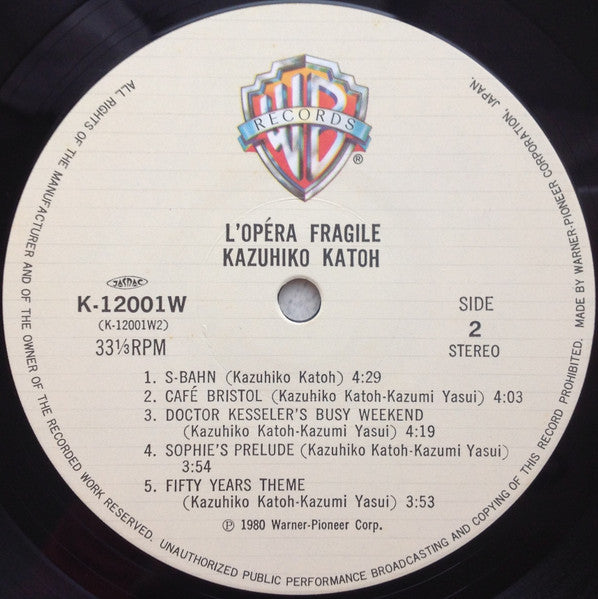 WB
RECORDS
®
L'OPÉRA FRAGILE
KAZUHIKO KATOH
JASRAC
K-12001W
(K-12001W2)
33⅓RPM
SIDE
2
STEREO
1. S-BAHN (Kazuhiko Katoh) 4:29
2. CAFÉ BRISTOL (Kazuhiko Katoh-Kazumi Yasui) 4:03
3. DOCTOR KESSELER'S BUSY WEEKEND
(Kazuhiko Katoh-Kazumi Yasui) 4:19
4. SOPHIE'S PRELUDE (Kazuhiko Katoh-Kazumi Yasui)
3:54
5. FIFTY YEARS THEME
(Kazuhiko Katoh-Kazumi Yasui) 3:53
℗ 1980 Warner-Pioneer Corp.
ALL RIGHTS OF THE MANUFACTURER AND OF THE OWNER OF THE RECORDED WORK RESERVED. UNAUTHORIZED PUBLIC PERFORMANCE BROADCASTING AND COPYING OF THIS RECORD PROHIBITED. MADE BY WARNER-PIONEER CORPORATION, JAPAN.